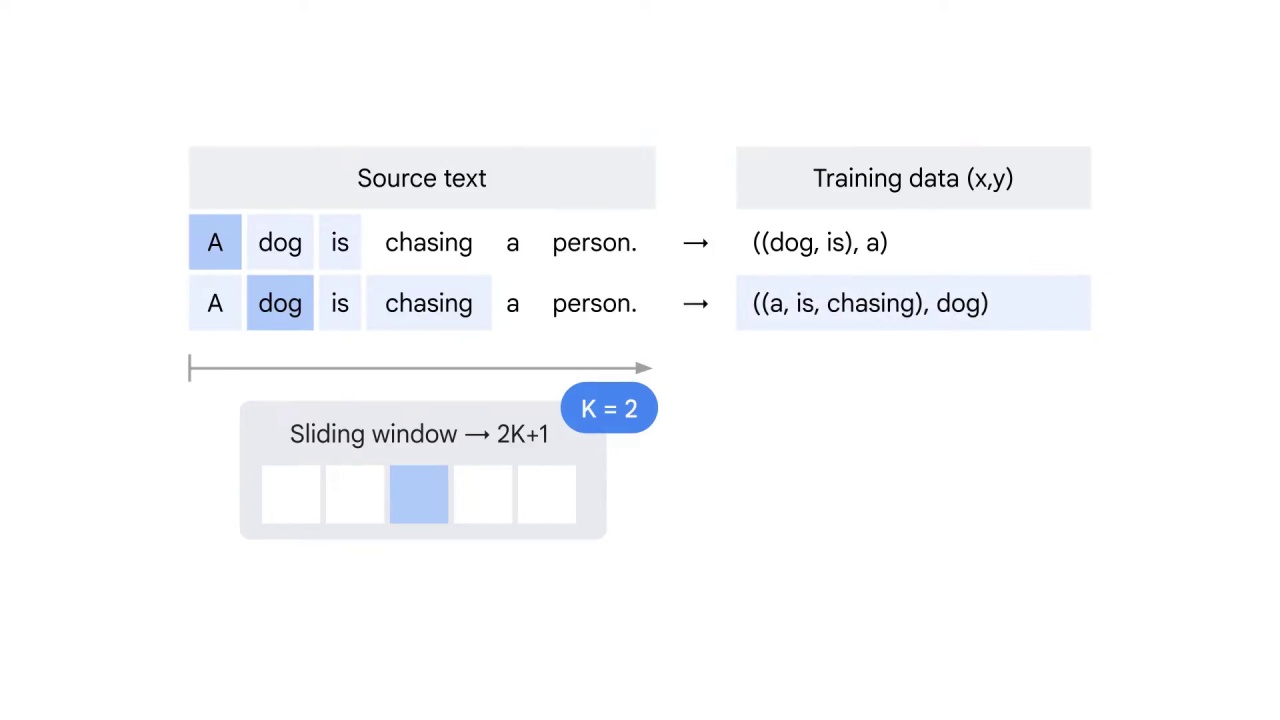 Source text Training data (x,y)
A dog is chasing a person. → ((dog, is), a)
A dog is chasing a person. → ((a, is, chasing), dog)
K = 2
Sliding window → 2K+1